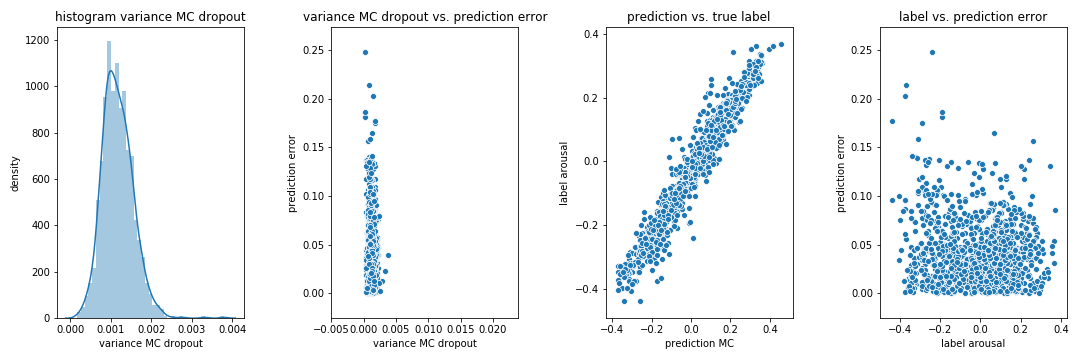 histogram variance MC dropout
1200
1000
800
600
400
200
0
density
0.000 0.001 0.002 0.003 0.004
variance MC dropout
variance MC dropout vs. prediction error
0.25
0.20
0.15
0.10
0.05
0.00
prediction error
−0.005 0.000 0.005 0.010 0.015 0.020
variance MC dropout
prediction vs. true label
0.4
0.2
0.0
−0.2
−0.4
label arousal
−0.4 −0.2 0.0 0.2 0.4
prediction MC
label vs. prediction error
0.25
0.20
0.15
0.10
0.05
0.00
prediction error
−0.4 −0.2 0.0 0.2 0.4
label arousal